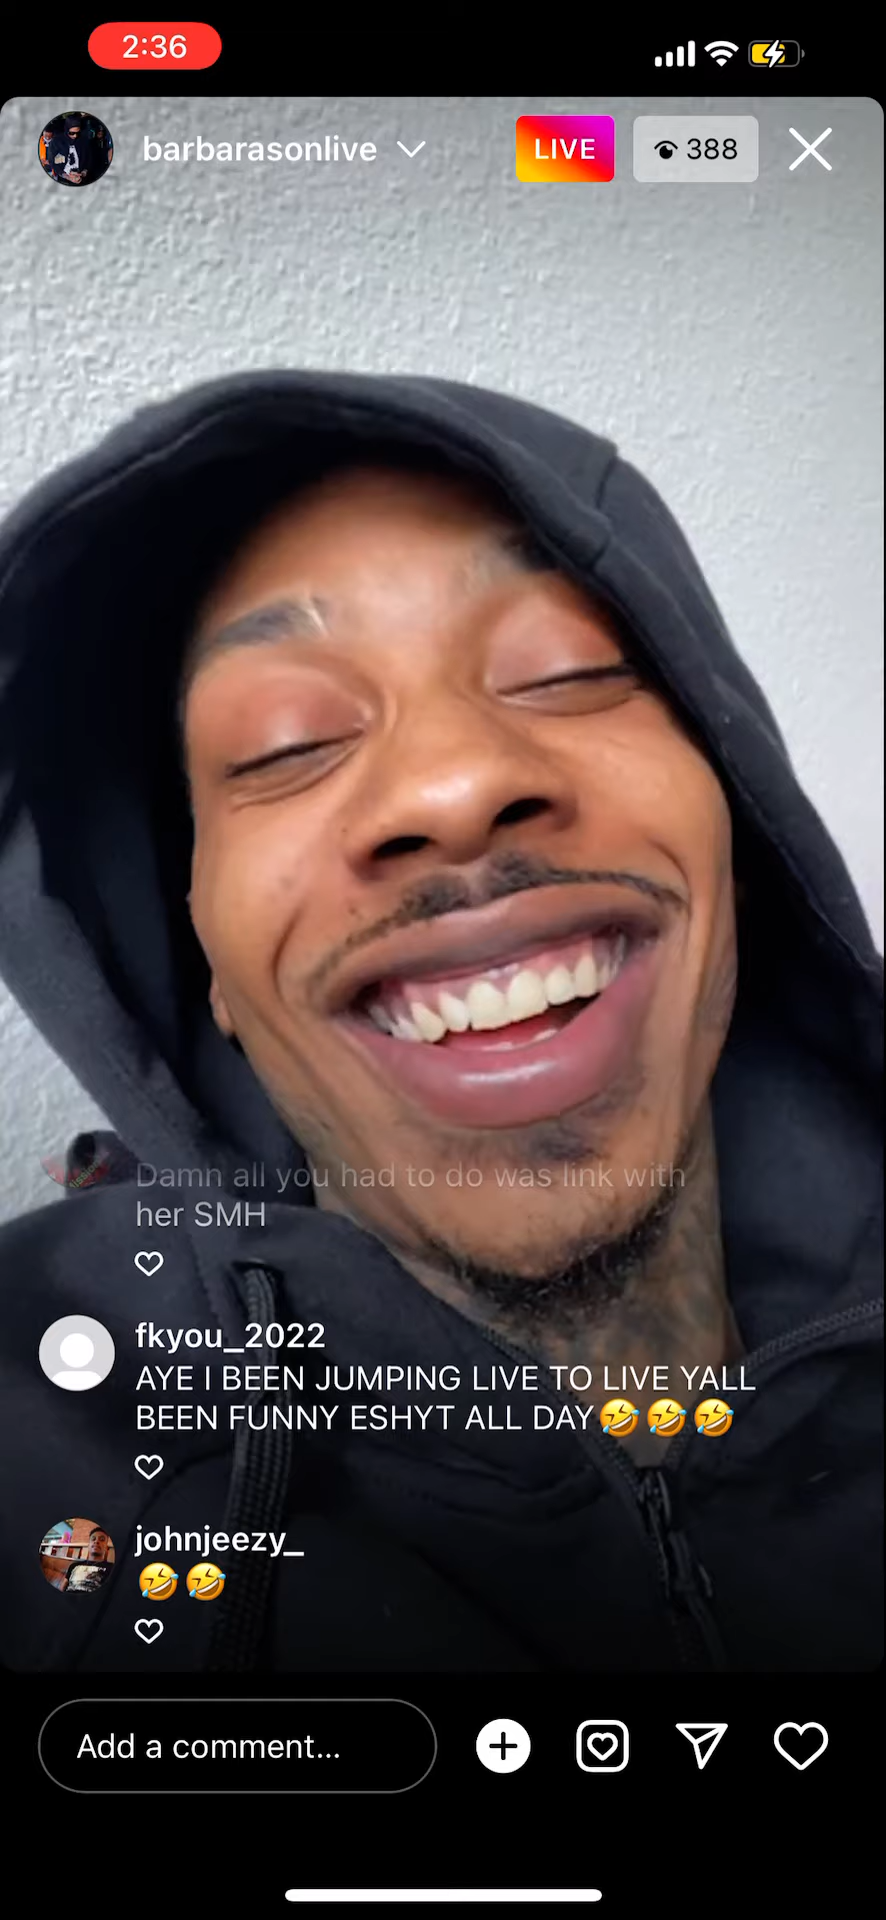 2:36
barbarasonlive
LIVE
388
Damn all you had to do was link with
her SMH
fkyou_2022
AYE I BEEN JUMPING LIVE TO LIVE YALL
BEEN FUNNY ESHYT ALL DAY🤣🤣🤣
johnjeezy_
🤣🤣
Add a comment...